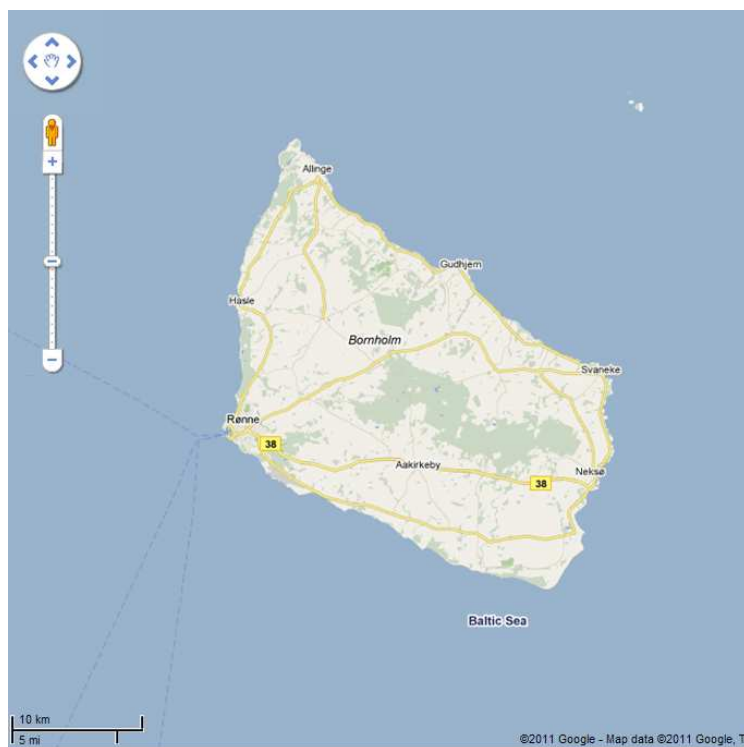 Allinge
Gudhjem
Hasle
Bornholm
Svaneke
Rønne
38
Aakirkeby
38
Neksø
Baltic Sea
10 km
5 mi
©2011 Google - Map data ©2011 Google, T